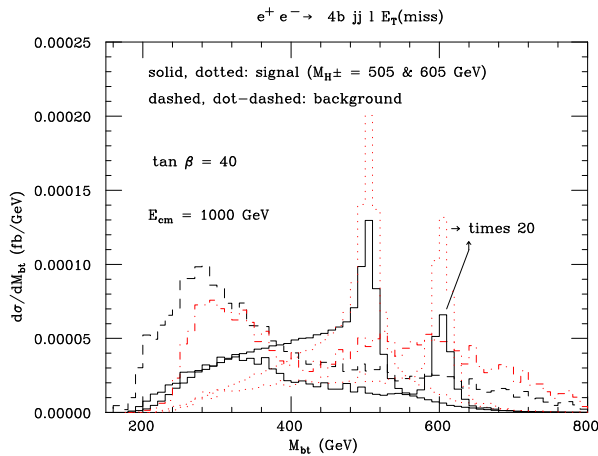 e⁺ e⁻→ 4b jj l E_T(miss)
0.00025
solid, dotted: signal (M_H± = 505 & 605 GeV)
dashed, dot-dashed: background
0.00020
tan β = 40
0.00015
E_cm = 1000 GeV
→ times 20
0.00010
0.00005
0.00000
dσ/dM_bt (fb/GeV)
200 400 600 800
M_bt (GeV)